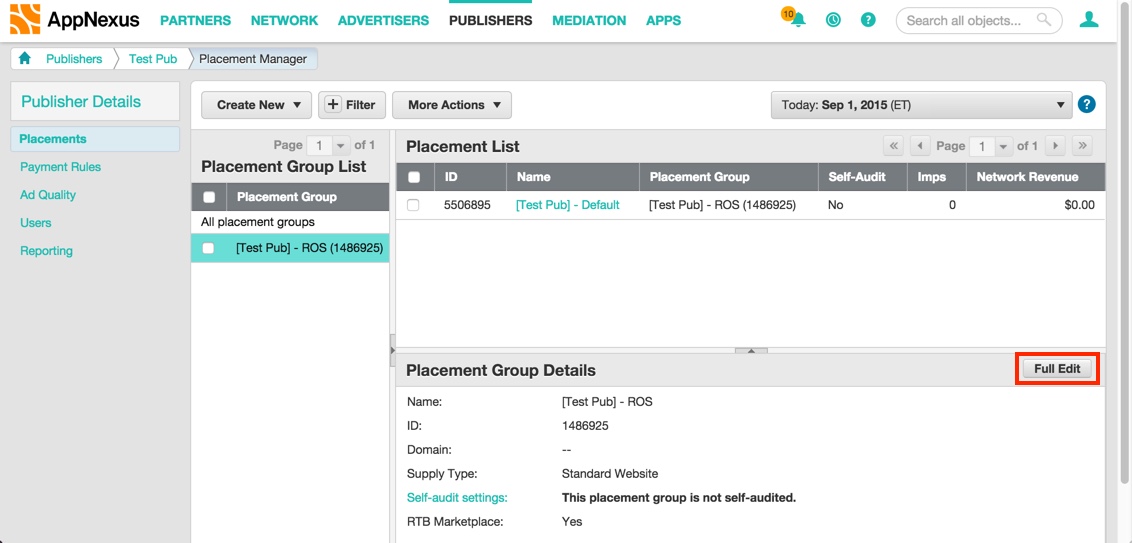 AppNexus PARTNERS NETWORK ADVERTISERS PUBLISHERS MEDIATION APPS 10 ? Search all objects...
Publishers Test Pub Placement Manager
Publisher Details
Placements
Payment Rules
Ad Quality
Users
Reporting
Create New + Filter More Actions Today: Sep 1, 2015 (ET) ?
Page 1 of 1
Placement Group List
Placement Group
All placement groups
[Test Pub] - ROS (1486925)
Placement List « Page 1 of 1 »
ID Name Placement Group Self-Audit Imps Network Revenue
5506895 [Test Pub] - Default [Test Pub] - ROS (1486925) No 0 $0.00
Placement Group Details Full Edit
Name: [Test Pub] - ROS
ID: 1486925
Domain: --
Supply Type: Standard Website
Self-audit settings: This placement group is not self-audited.
RTB Marketplace: Yes